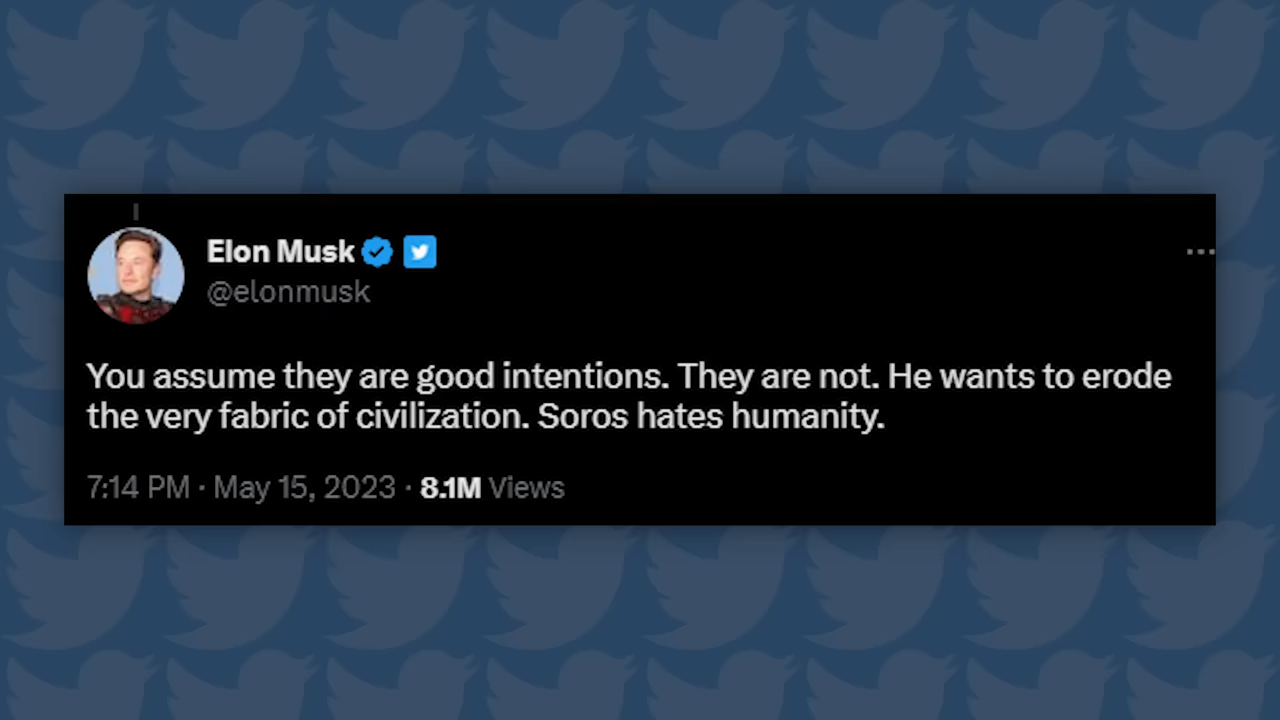 Elon Musk
@elonmusk
You assume they are good intentions. They are not. He wants to erode
the very fabric of civilization. Soros hates humanity.
7:14 PM · May 15, 2023 · 8.1M Views